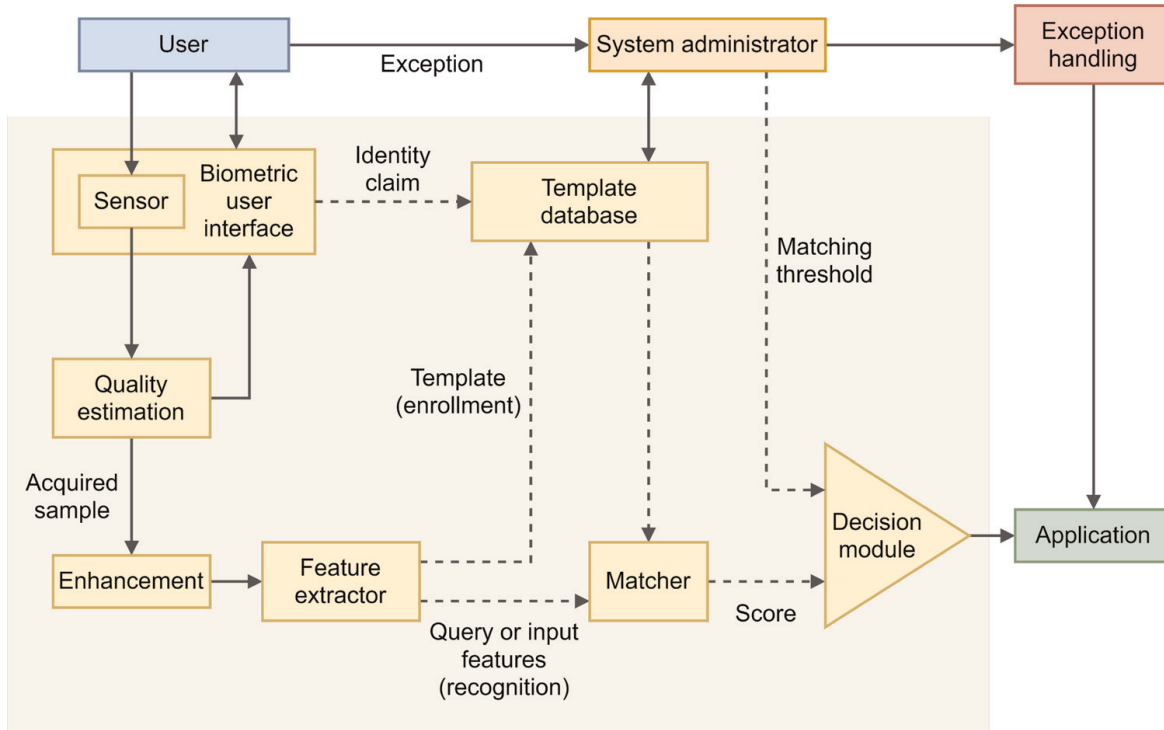 User
Exception
System administrator
Exception
handling
Sensor
Biometric
user
interface
Identity
claim
Template
database
Matching
threshold
Quality
estimation
Template
(enrollment)
Acquired
sample
Enhancement
Feature
extractor
Query or input
features
(recognition)
Matcher
Score
Decision
module
Application